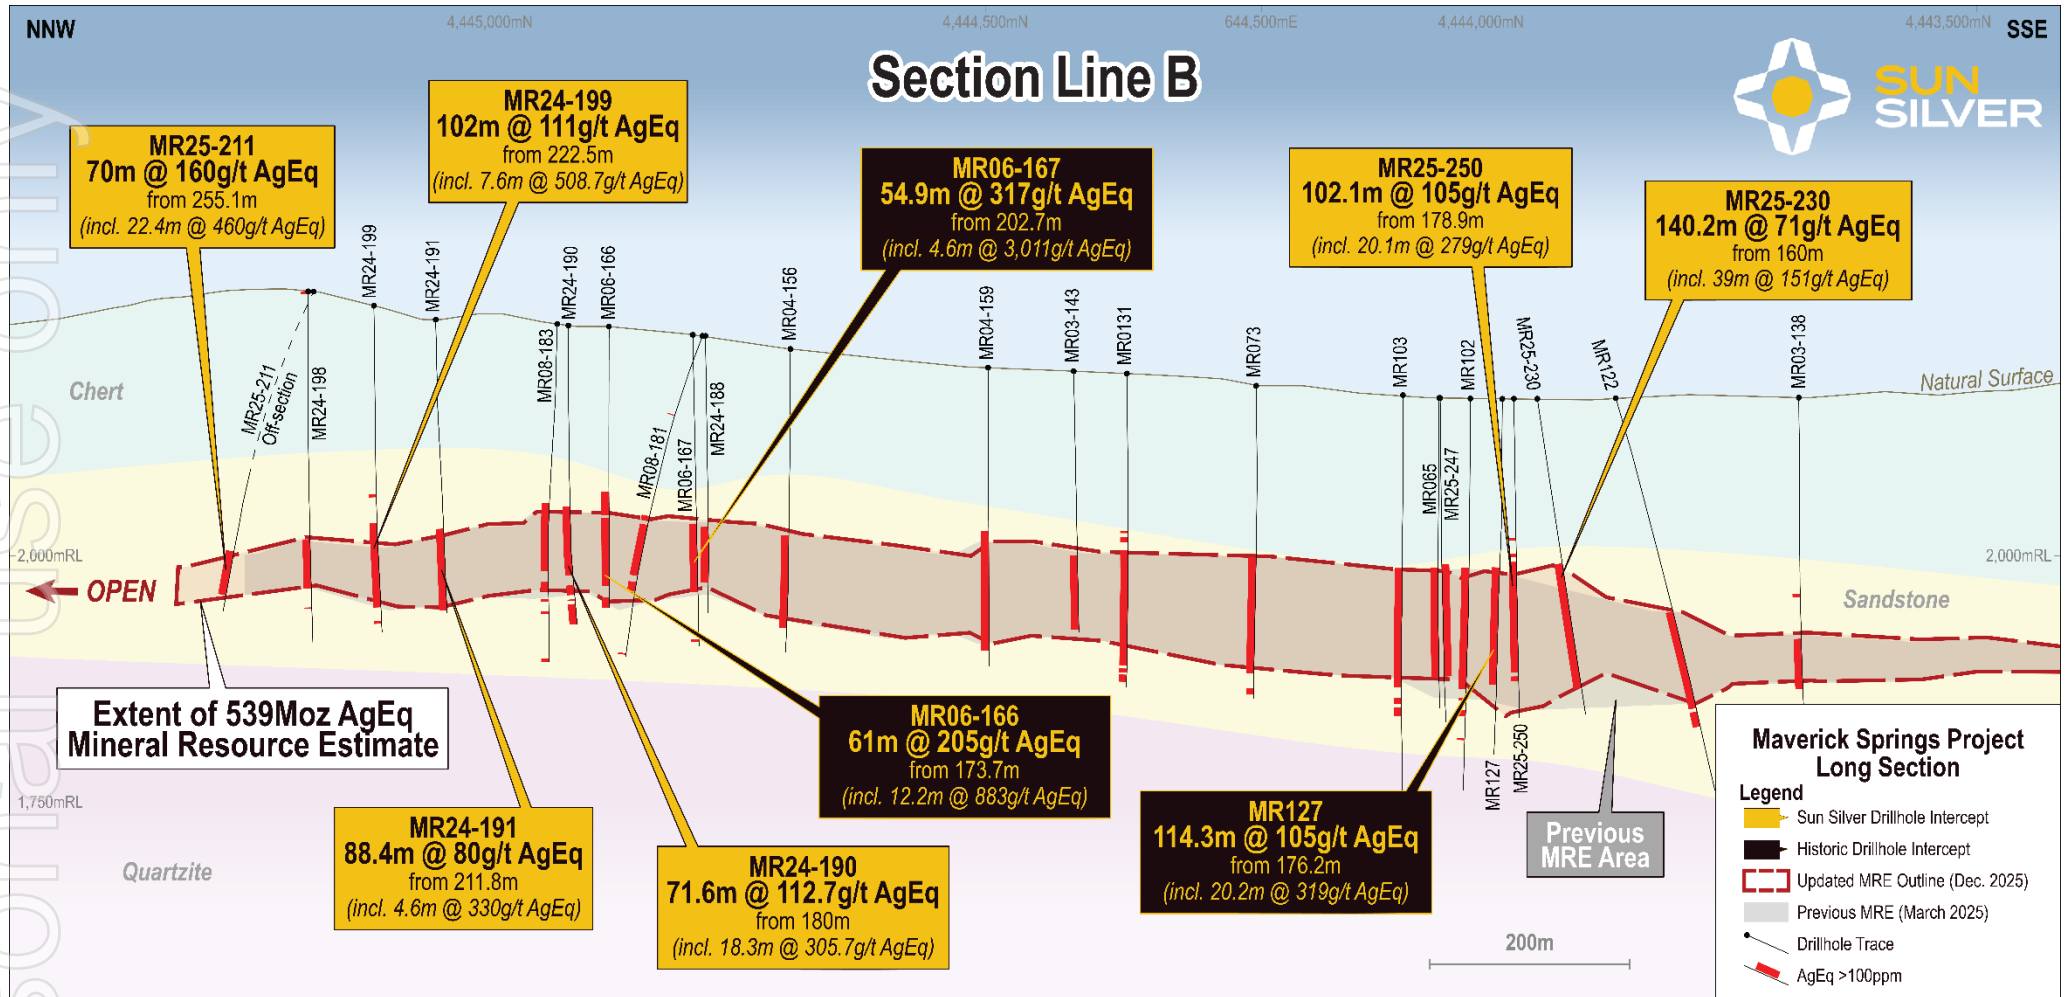 NNW
4,445,000mN
4,444,500mN
644,500mE
4,444,000mN
4,443,500mN
SSE
Section Line B
SUN
SILVER
MR25-211
70m @ 160g/t AgEq
from 255.1m
(incl. 22.4m @ 460g/t AgEq)
MR24-199
102m @ 111g/t AgEq
from 222.5m
(incl. 7.6m @ 508.7g/t AgEq)
MR06-167
54.9m @ 317g/t AgEq
from 202.7m
(incl. 4.6m @ 3,011g/t AgEq)
MR25-250
102.1m @ 105g/t AgEq
from 178.9m
(incl. 20.1m @ 279g/t AgEq)
MR25-230
140.2m @ 71g/t AgEq
from 160m
(incl. 39m @ 151g/t AgEq)
MR25-211
Off-section
MR24-198
MR24-199
MR24-191
MR08-183
MR24-190
MR06-166
MR08-181
MR06-167
MR24-188
MR04-156
MR04-159
MR03-143
MR0131
MR073
MR103
MR065
MR25-247
MR102
MR127
MR25-250
MR25-230
MR122
MR03-138
Natural Surface
Chert
2,000mRL
2,000mRL
OPEN
Sandstone
Extent of 539Moz AgEq
Mineral Resource Estimate
1,750mRL
Quartzite
MR24-191
88.4m @ 80g/t AgEq
from 211.8m
(incl. 4.6m @ 330g/t AgEq)
MR24-190
71.6m @ 112.7g/t AgEq
from 180m
(incl. 18.3m @ 305.7g/t AgEq)
MR06-166
61m @ 205g/t AgEq
from 173.7m
(incl. 12.2m @ 883g/t AgEq)
MR127
114.3m @ 105g/t AgEq
from 176.2m
(incl. 20.2m @ 319g/t AgEq)
Previous
MRE Area
200m
Maverick Springs Project
Long Section
Legend
Sun Silver Drillhole Intercept
Historic Drillhole Intercept
Updated MRE Outline (Dec. 2025)
Previous MRE (March 2025)
Drillhole Trace
AgEq >100ppm
sonal use only